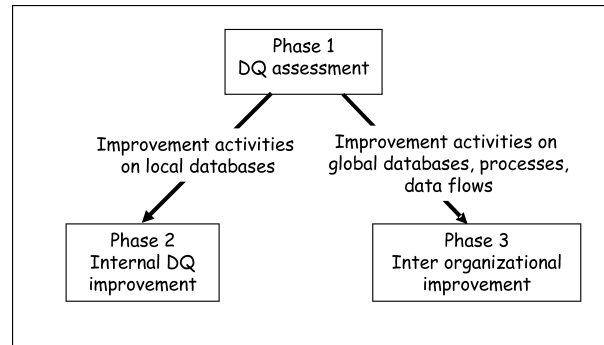 Phase 1
DQ assessment
Improvement activities
on local databases
Improvement activities on
global databases, processes,
data flows
Phase 2
Internal DQ
improvement
Phase 3
Inter organizational
improvement